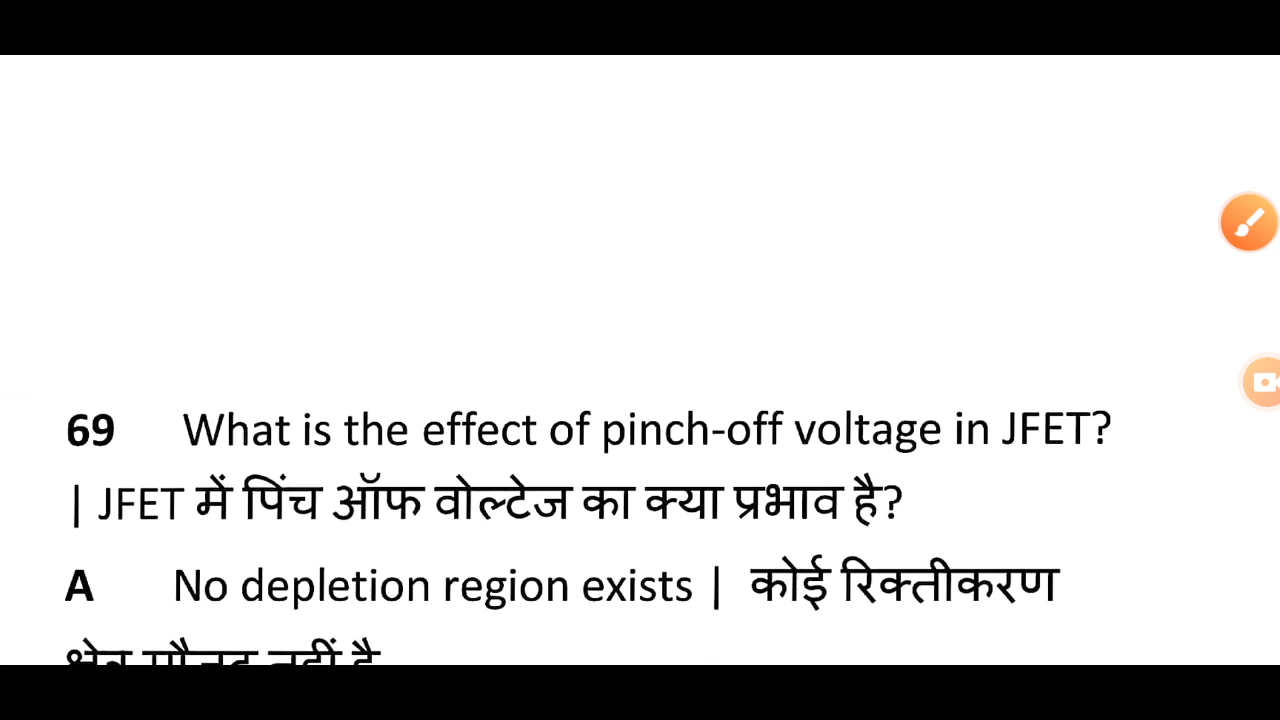 69 What is the effect of pinch-off voltage in JFET?
| JFET में पिंच ऑफ वोल्टेज का क्या प्रभाव है?
A No depletion region exists | कोई रिक्तीकरण
क्षेत्र मौजूद नहीं है